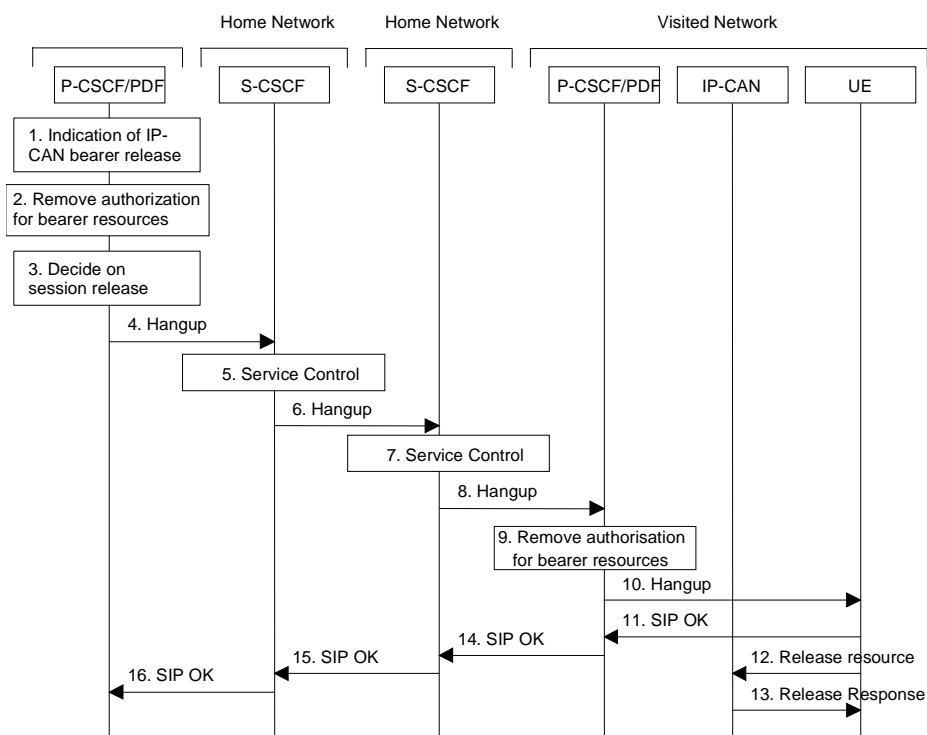 Home Network
Home Network
Visited Network
P-CSCF/PDF
S-CSCF
S-CSCF
P-CSCF/PDF
IP-CAN
UE
1. Indication of IP-
CAN bearer release
2. Remove authorization
for bearer resources
3. Decide on
session release
4. Hangup
5. Service Control
6. Hangup
7. Service Control
8. Hangup
9. Remove authorisation
for bearer resources
10. Hangup
11. SIP OK
14. SIP OK
12. Release resource
15. SIP OK
16. SIP OK
13. Release Response